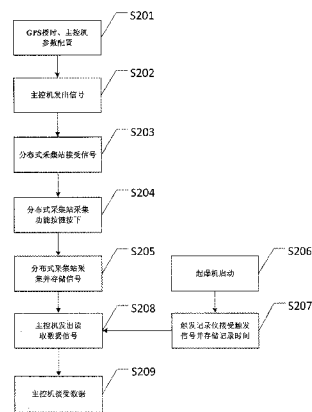 S201
GPS授时、主控机
参数配置
S202
主控机发出信号
S203
分布式采集站接受信号
S204
分布式采集站采集
功能按键按下
S205
分布式采集站采
集并存储信号
S206
起爆机启动
S207
触发记录仪接受触发
信号并存储记录时间
S208
主控机发出读
取数据信号
S209
主控机接受数据